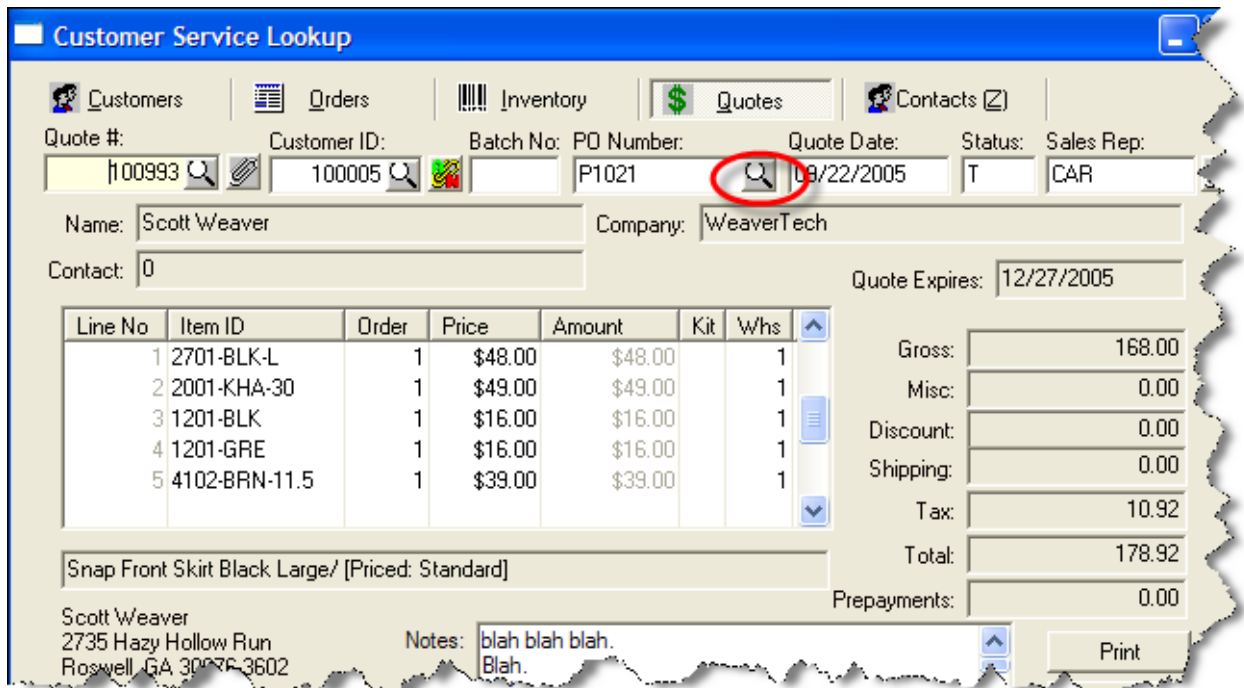 Customer Service Lookup
Customers Orders Inventory $ Quotes Contacts (Z)
Quote #: Customer ID: Batch No: PO Number: Quote Date: Status: Sales Rep:
100993 100005 P1021 09/22/2005 T CAR
Name: Scott Weaver Company: WeaverTech
Contact: 0 Quote Expires: 12/27/2005
Line No Item ID Order Price Amount Kit Whs
1 2701-BLK-L 1 $48.00 $48.00 1
2 2001-KHA-30 1 $49.00 $49.00 1
3 1201-BLK 1 $16.00 $16.00 1
4 1201-GRE 1 $16.00 $16.00 1
5 4102-BRN-11.5 1 $39.00 $39.00 1
Gross: 168.00
Misc: 0.00
Discount: 0.00
Shipping: 0.00
Tax: 10.92
Total: 178.92
Prepayments: 0.00
Snap Front Skirt Black Large/ [Priced: Standard]
Scott Weaver
2735 Hazy Hollow Run
Roswell, GA 30076-3602
Notes: blah blah blah.
Blah.
Print